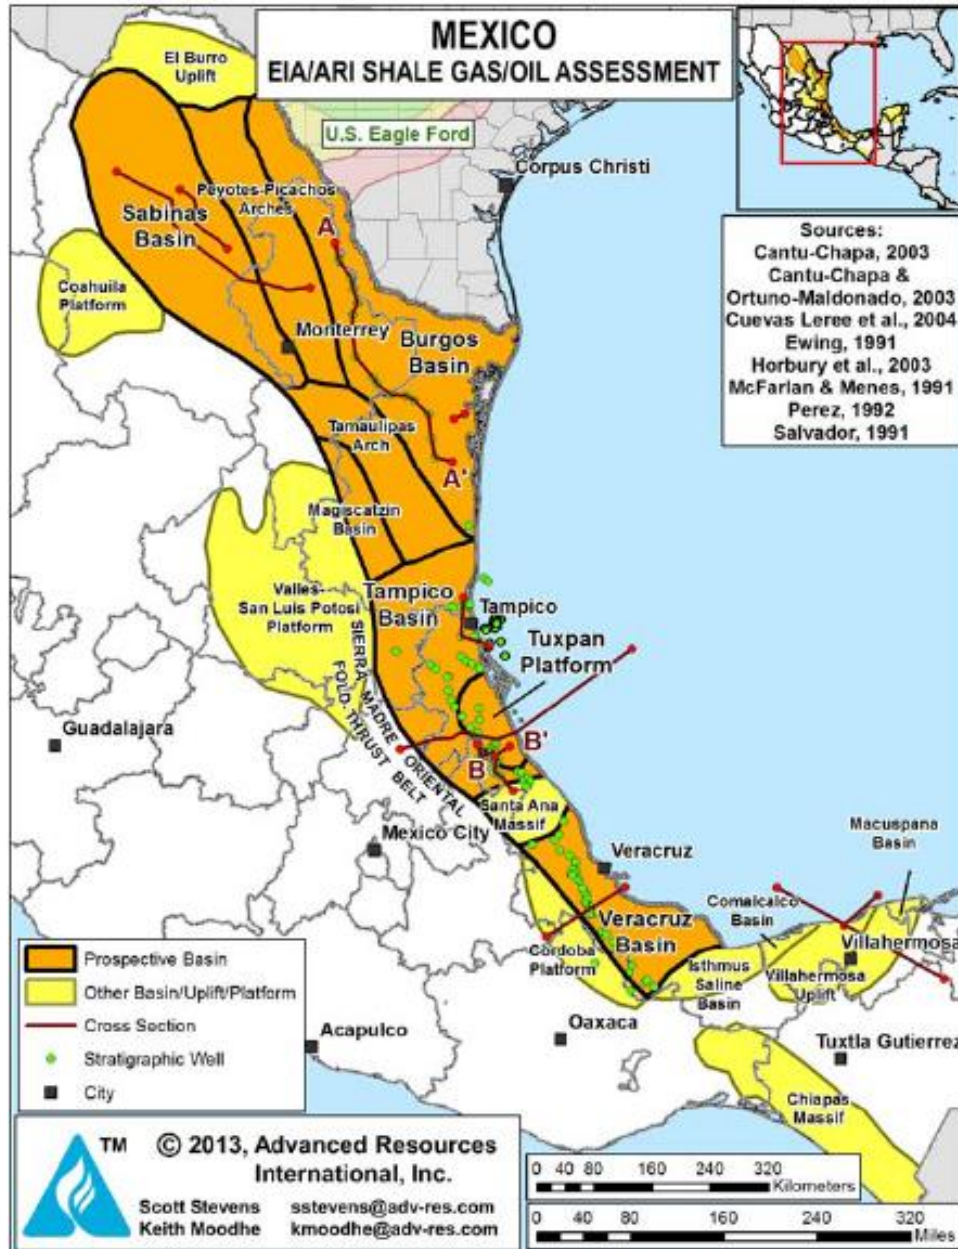 MEXICO
EIA/ARI SHALE GAS/OIL ASSESSMENT
El Burro
Uplift
U.S. Eagle Ford
Corpus Christi
Peyotes-Picachos
Arches
Sabinas
Basin
A
Coahuila
Platform
Monterrey
Burgos
Basin
Tamaulipas
Arch
A'
Magiscatzin
Basin
Valles-
San Luis Potosi
Platform
Tampico
Basin
Tampico
Tuxpan
Platform
SIERRA MADRE ORIENTAL
FOLD-THRUST BELT
Guadalajara
B
B'
Santa Ana
Massif
Mexico City
Veracruz
Macuspana
Basin
Comalcalco
Basin
Veracruz
Basin
Cordoba
Platform
Isthmus
Saline
Basin
Villahermosa
Villahermosa
Uplift
Oaxaca
Acapulco
Tuxtla Gutierrez
Chiapas
Massif
Sources:
Cantu-Chapa, 2003
Cantu-Chapa &
Ortuno-Maldonado, 2003
Cuevas Leree et al., 2004
Ewing, 1991
Horbury et al., 2003
McFarlan & Menes, 1991
Perez, 1992
Salvador, 1991
Prospective Basin
Other Basin/Uplift/Platform
Cross Section
Stratigraphic Well
City
TM
© 2013, Advanced Resources
International, Inc.
Scott Stevens sstevens@adv-res.com
Keith Moodhe kmoodhe@adv-res.com
0 40 80 160 240 320
Kilometers
0 40 80 160 240 320
Miles